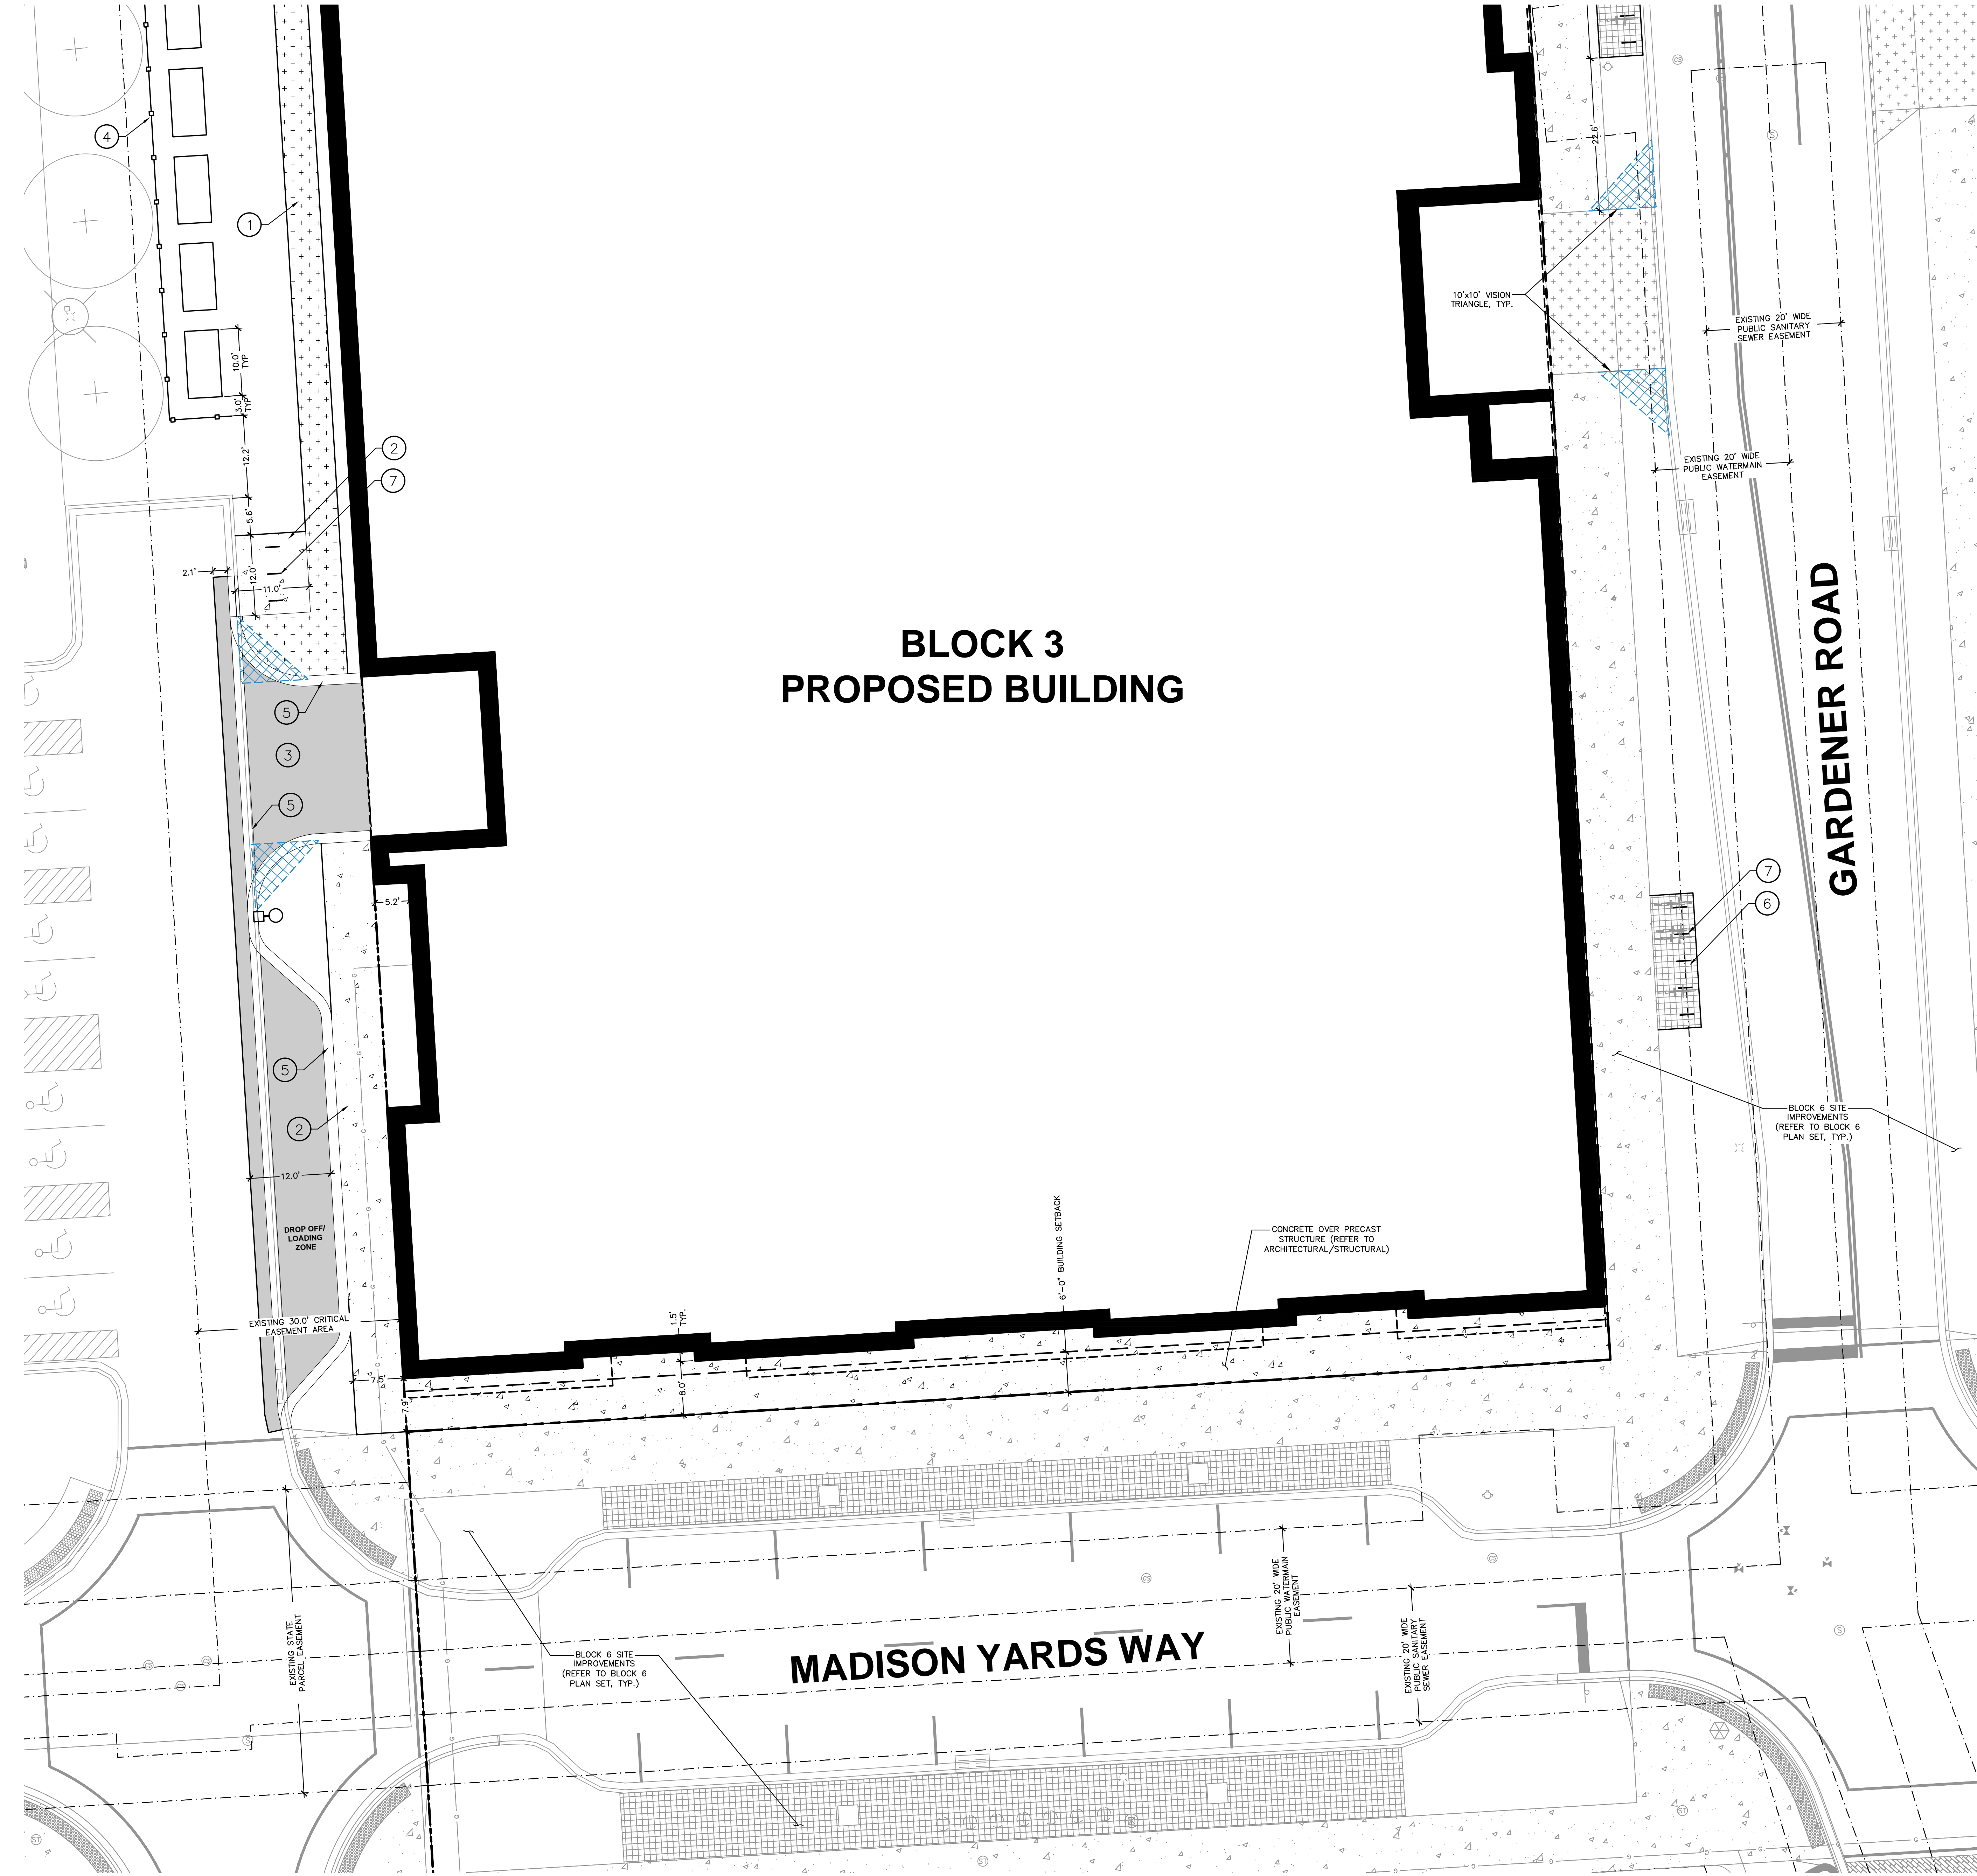 4
1
22.6'
10'x10' VISION
TRIANGLE, TYP.
EXISTING 20' WIDE
PUBLIC SANITARY
SEWER EASEMENT
10.0'
TYP
3.0'
TYP
12.2'
2
7
EXISTING 20' WIDE
PUBLIC WATERMAIN
EASEMENT
5.6'
2.1'
12.0'
11.0'
BLOCK 3
PROPOSED BUILDING
GARDENER ROAD
5
3
5
7
6
5.2'
5
2
BLOCK 6 SITE
IMPROVEMENTS
(REFER TO BLOCK 6
PLAN SET, TYP.)
12.0'
DROP OFF/
LOADING
ZONE
6'-0" BUILDING SETBACK
CONCRETE OVER PRECAST
STRUCTURE (REFER TO
ARCHITECTURAL/STRUCTURAL)
EXISTING 30.0' CRITICAL
EASEMENT AREA
1.5'
TYP.
7.5'
7.9'
8.0'
EXISTING STATE
PARCEL EASEMENT
BLOCK 6 SITE
IMPROVEMENTS
(REFER TO BLOCK 6
PLAN SET, TYP.)
MADISON YARDS WAY
EXISTING 20' WIDE
PUBLIC WATERMAIN
EASEMENT
EXISTING 20' WIDE
PUBLIC SANITARY
SEWER EASEMENT